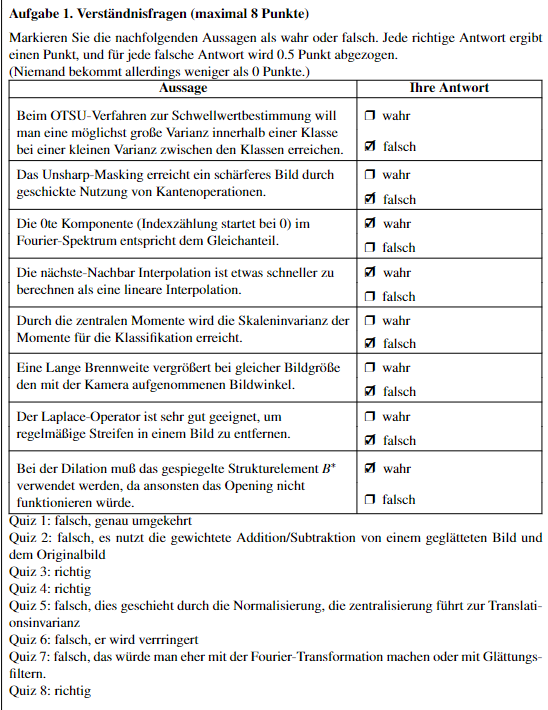 Aufgabe 1. Verständnisfragen (maximal 8 Punkte)
Markieren Sie die nachfolgenden Aussagen als wahr oder falsch. Jede richtige Antwort ergibt
einen Punkt, und für jede falsche Antwort wird 0.5 Punkt abgezogen.
(Niemand bekommt allerdings weniger als 0 Punkte.)
Aussage Ihre Antwort
Beim OTSU-Verfahren zur Schwellwertbestimmung will
man eine möglichst große Varianz innerhalb einer Klasse
bei einer kleinen Varianz zwischen den Klassen erreichen.
☐ wahr
☑ falsch
Das Unsharp-Masking erreicht ein schärferes Bild durch
geschickte Nutzung von Kantenoperationen.
☐ wahr
☑ falsch
Die 0te Komponente (Indexzählung startet bei 0) im
Fourier-Spektrum entspricht dem Gleichanteil.
☑ wahr
☐ falsch
Die nächste-Nachbar Interpolation ist etwas schneller zu
berechnen als eine lineare Interpolation.
☑ wahr
☐ falsch
Durch die zentralen Momente wird die Skaleninvarianz der
Momente für die Klassifikation erreicht.
☐ wahr
☑ falsch
Eine Lange Brennweite vergrößert bei gleicher Bildgröße
den mit der Kamera aufgenommenen Bildwinkel.
☐ wahr
☑ falsch
Der Laplace-Operator ist sehr gut geeignet, um
regelmäßige Streifen in einem Bild zu entfernen.
☐ wahr
☑ falsch
Bei der Dilation muß das gespiegelte Strukturelement B*
verwendet werden, da ansonsten das Opening nicht
funktionieren würde.
☑ wahr
☐ falsch
Quiz 1: falsch, genau umgekehrt
Quiz 2: falsch, es nutzt die gewichtete Addition/Subtraktion von einem geglätteten Bild und
dem Originalbild
Quiz 3: richtig
Quiz 4: richtig
Quiz 5: falsch, dies geschieht durch die Normalisierung, die zentralisierung führt zur Translati-
onsinvarianz
Quiz 6: falsch, er wird verrringert
Quiz 7: falsch, das würde man eher mit der Fourier-Transformation machen oder mit Glättungs-
filtern.
Quiz 8: richtig